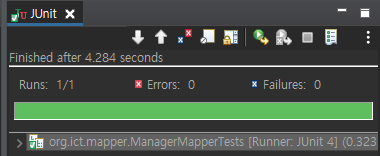 JUnit
Finished after 4.284 seconds
Runs: 1/1 Errors: 0 Failures: 0
org.ict.mapper.ManagerMapperTests [Runner: JUnit 4] (0.323